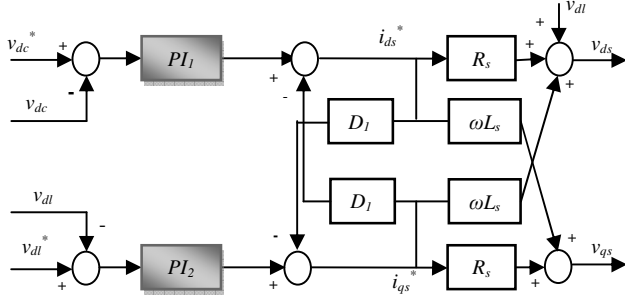 v_dl
v_dc*
+
PI_1
+
i_ds*
R_s
+
+
v_ds
-
-
+
v_dc
D_1
ωL_s
v_dl
D_1
ωL_s
-
-
+
v_qs
v_dl*
+
PI_2
+
i_qs*
R_s
+